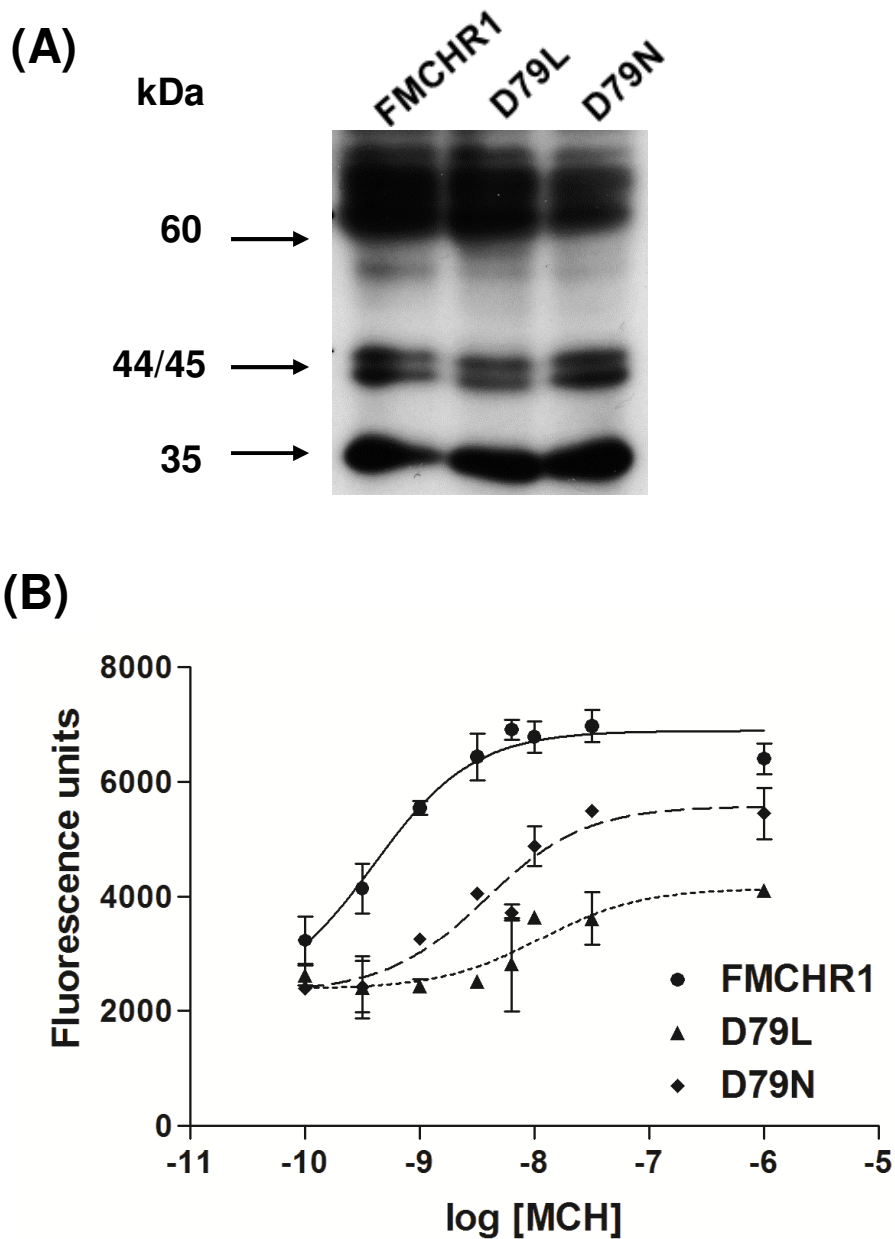 (A)
kDa
FMCHR1
D79L
D79N
60
44/45
35
(B)
8000
6000
4000
2000
0
Fluorescence units
FMCHR1
D79L
D79N
-11
-10
-9
-8
-7
-6
-5
log [MCH]